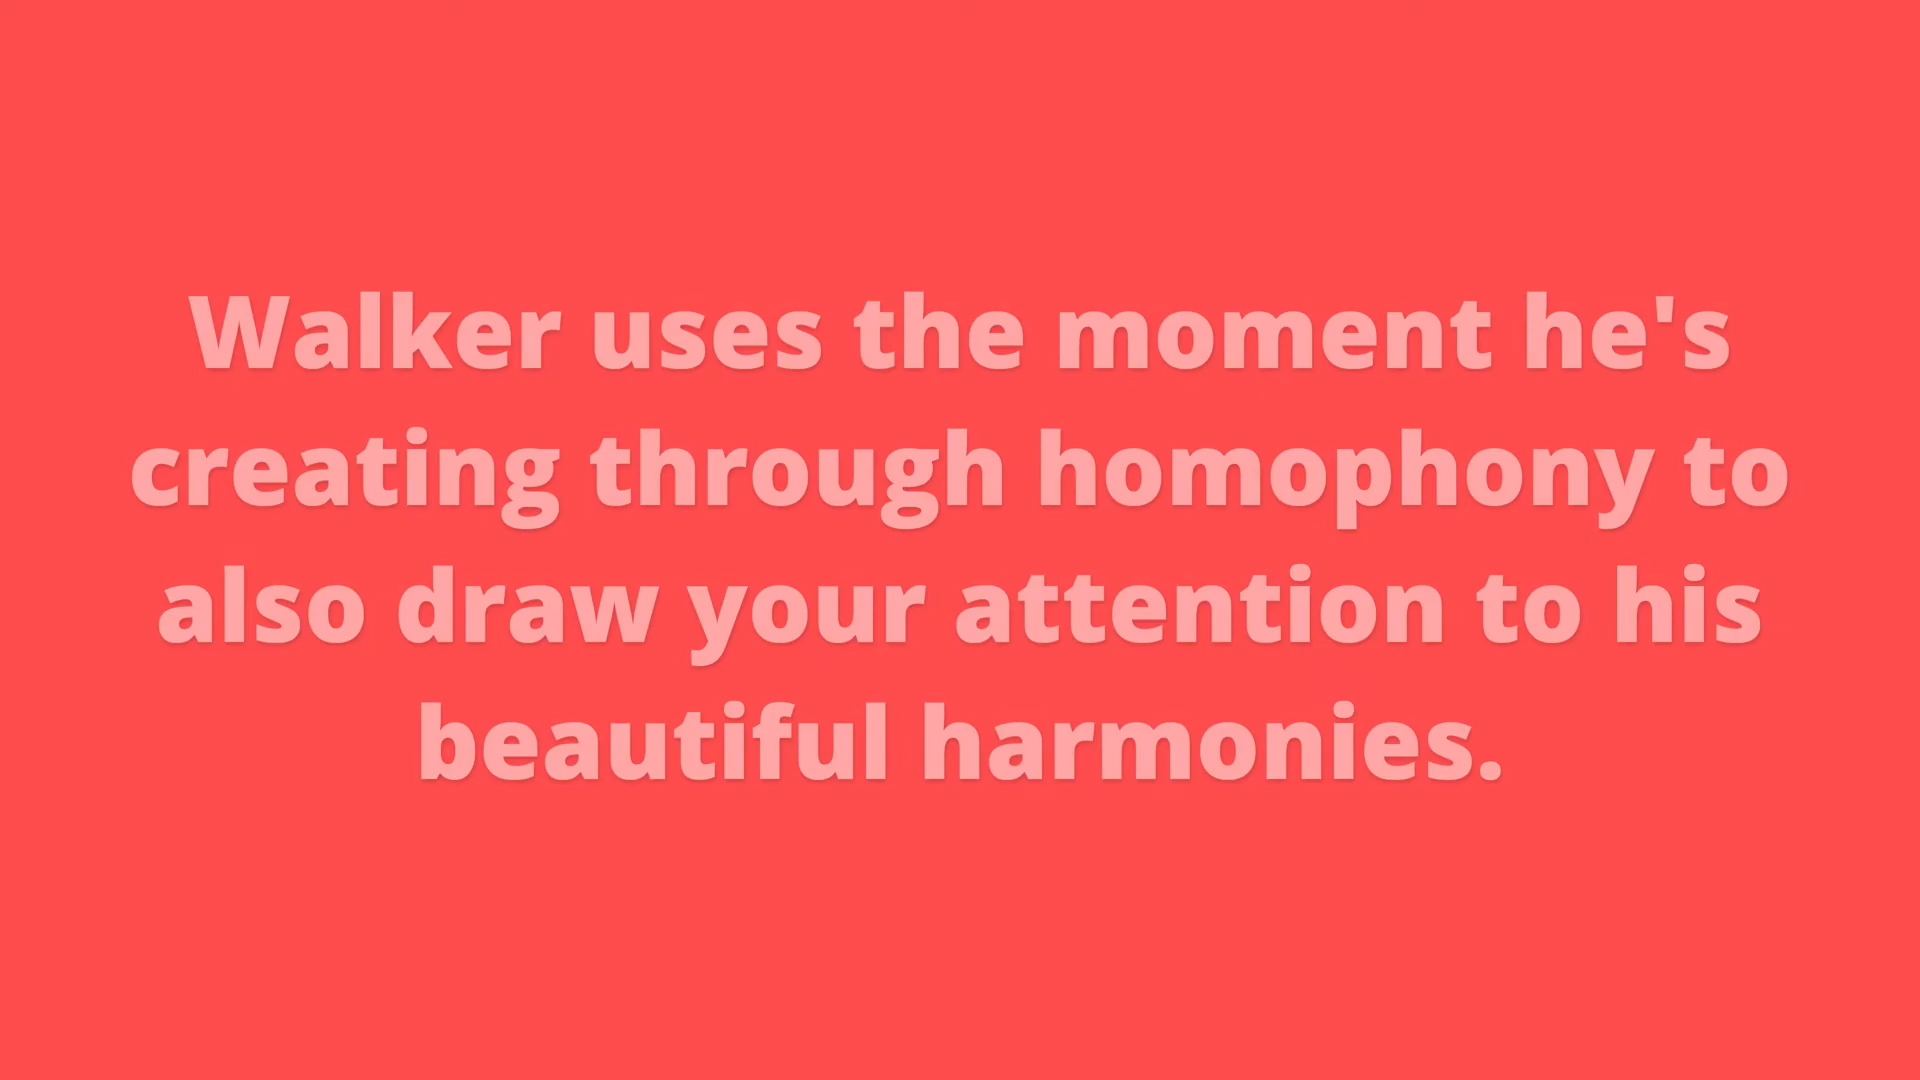 Walker uses the moment he's
creating through homophony to
also draw your attention to his
beautiful harmonies.